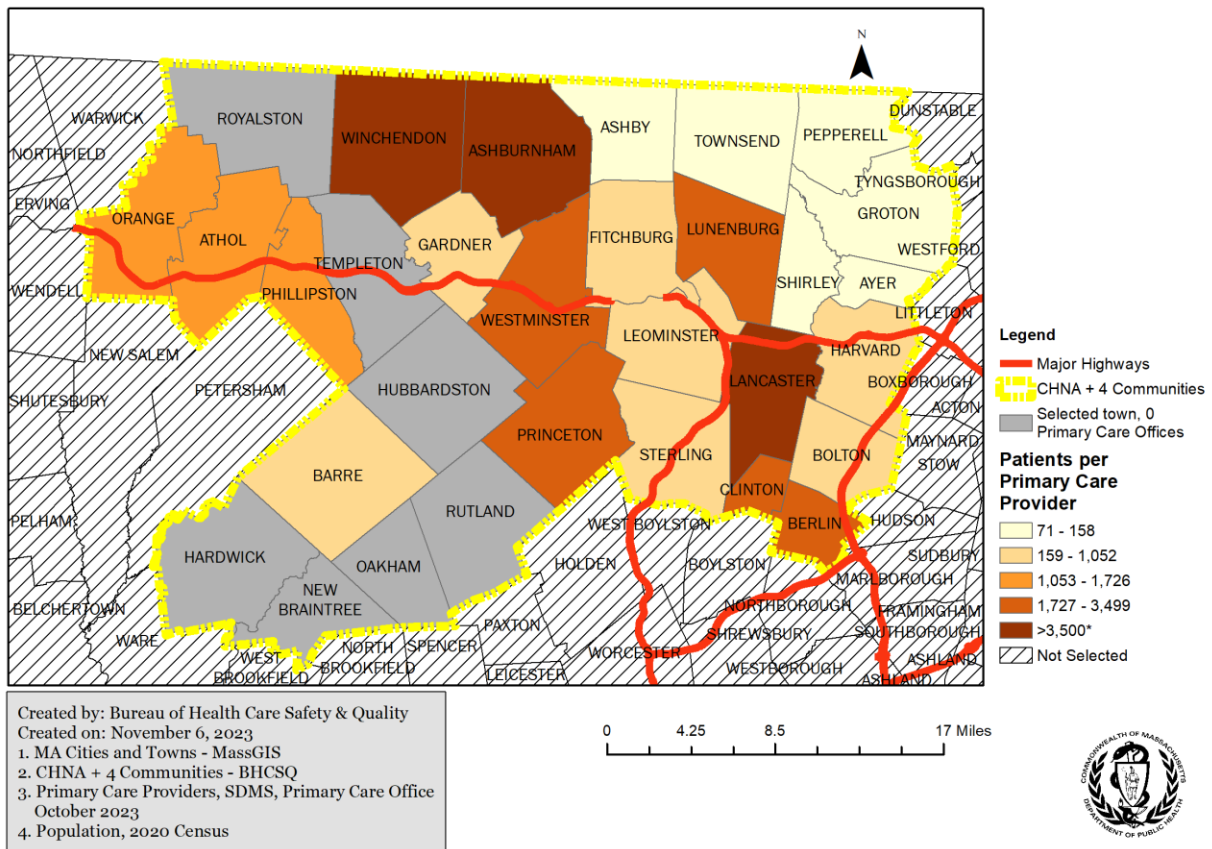 N
DUNSTABLE
WARWICK
ROYALSTON
WINCHENDON
ASHBURNHAM
ASHBY
TOWNSEND
PEPPERELL
NORTHFIELD
TYNGSBOROUGH
ERVING
ORANGE
ATHOL
GARDNER
FITCHBURG
LUNENBURG
GROTON
WESTFORD
TEMPLETON
SHIRLEY
AYER
WENDELL
PHILLIPSTON
WESTMINSTER
LEOMINSTER
LITTLETON
HARVARD
NEW SALEM
PETERSHAM
HUBBARDSTON
LANCASTER
BOXBOROUGH
SHUTESBURY
ACTON
PRINCETON
STERLING
BOLTON
MAYNARD
STOW
BARRE
CLINTON
PELHAM
RUTLAND
WEST BOYLSTON
BERLIN
HUDSON
HARDWICK
OAKHAM
HOLDEN
BOYLSTON
SUDBURY
NEW
BRAINTREE
MARLBOROUGH
BELCHERTOWN
NORTHBOROUGH
FRAMINGHAM
WARE
PAXTON
SHREWSBURY
SOUTHBOROUGH
WEST
BROOKFIELD
NORTH
BROOKFIELD
SPENCER
LEICESTER
WORCESTER
WESTBOROUGH
ASHLAND
ASHLAND
Legend
Major Highways
CHNA + 4 Communities
Selected town, 0
Primary Care Offices
Patients per
Primary Care
Provider
71 - 158
159 - 1,052
1,053 - 1,726
1,727 - 3,499
>3,500*
Not Selected
Created by: Bureau of Health Care Safety & Quality
Created on: November 6, 2023
1. MA Cities and Towns - MassGIS
2. CHNA + 4 Communities - BHCSQ
3. Primary Care Providers, SDMS, Primary Care Office
October 2023
4. Population, 2020 Census
0 4.25 8.5 17 Miles
COMMONWEALTH OF MASSACHUSETTS
DEPARTMENT OF PUBLIC HEALTH